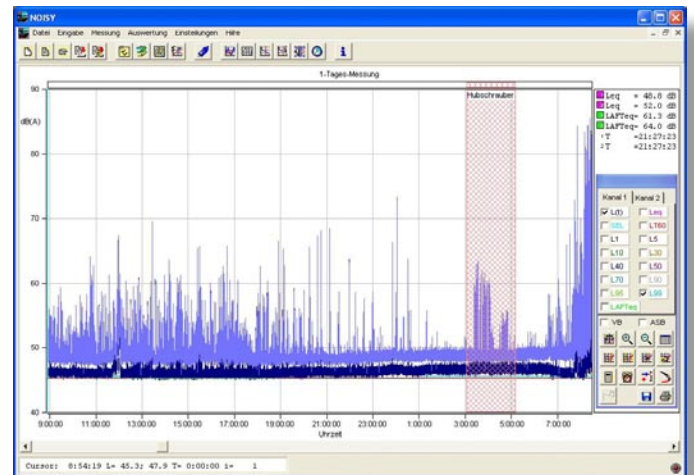 NOISY
Datei Eingabe Messung Auswertung Einstellungen Hilfe
1-Tages-Messung
90
dB(A)
80
70
60
50
40
Hubschrauber
9:00:00 11:00:00 13:00:00 15:00:00 17:00:00 19:00:00 21:00:00 23:00:00 1:00:00 3:00:00 5:00:00 7:00:00
Uhrzeit
Leq = 48.8 dB
Leq = 52.0 dB
LAFTeq= 61.3 dB
LAFTeq= 64.0 dB
1T =21:27:23
2T =21:27:23
Kanal 1 Kanal 2
L(t) Leq
SEL LT60
L1 L5
L10 L30
L40 L50
L70 L90
L95 L99
LAFTeq
VB ASB
Cursor: 8:54:19 L= 45.3; 47.9 T= 0:00:00 i= 1